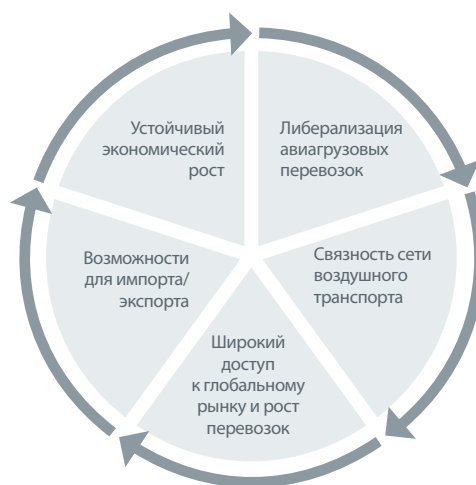 Устойчивый
экономический
рост
Либерализация
авиагрузовых
перевозок
Связность сети
воздушного
транспорта
Широкий
доступ
к глобальному
рынку и рост
перевозок
Возможности
для импорта/
экспорта